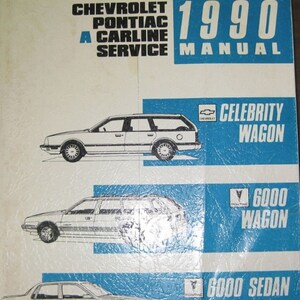 CHEVROLET
PONTIAC
A CARLINE
SERVICE
1990
MANUAL
CELEBRITY
WAGON
6000
WAGON
6000 SEDAN